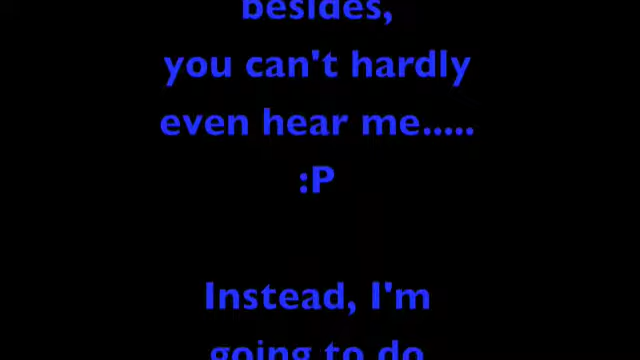 besides,
you can't hardly
even hear me.....
:P
Instead, I'm
going to do